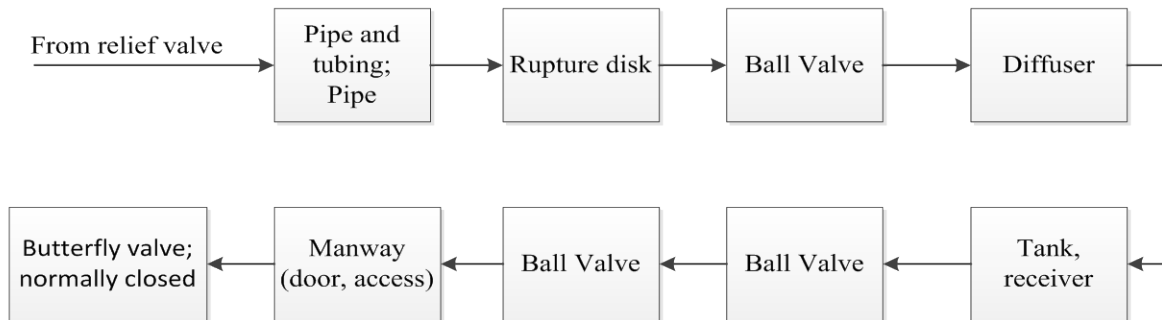 From relief valve
Pipe and
tubing;
Pipe
Rupture disk
Ball Valve
Diffuser
Butterfly valve;
normally closed
Manway
(door, access)
Ball Valve
Ball Valve
Tank,
receiver